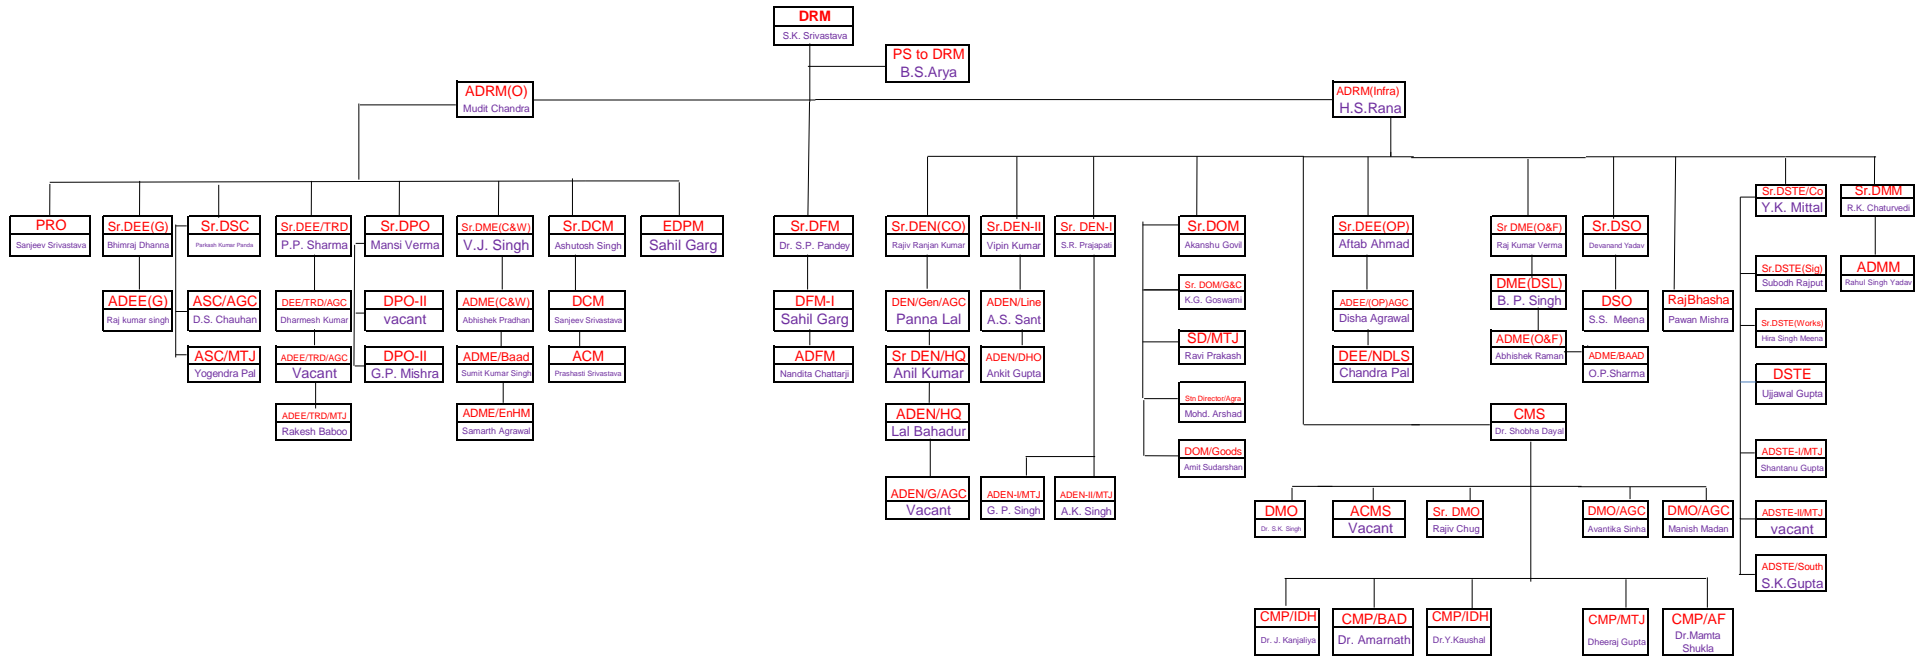 DRM
S.K. Srivastava
PS to DRM
B.S.Arya
ADRM(O)
Mudit Chandra
ADRM(Infra)
H.S.Rana
PRO
Sanjeev Srivastava
Sr.DEE(G)
Bhimraj Dhanna
ADEE(G)
Raj kumar singh
Sr.DSC
Parkash Kumar Panda
ASC/AGC
D.S. Chauhan
ASC/MTJ
Yogendra Pal
Sr.DEE/TRD
P.P. Sharma
DEE/TRD/AGC
Dharmesh Kumar
ADEE/TRD/AGC
Vacant
ADEE/TRD/MTJ
Rakesh Baboo
Sr.DPO
Mansi Verma
DPO-II
vacant
DPO-II
G.P. Mishra
Sr.DME(C&W)
V.J. Singh
ADME(C&W)
Abhishek Pradhan
ADME/Baad
Sumit Kumar Singh
ADME/EnHM
Samarth Agrawal
Sr.DCM
Ashutosh Singh
DCM
Sanjeev Srivastava
ACM
Prashasti Srivastava
EDPM
Sahil Garg
Sr.DFM
Dr. S.P. Pandey
DFM-I
Sahil Garg
ADFM
Nandita Chattarji
Sr.DEN(CO)
Rajiv Ranjan Kumar
DEN/Gen/AGC
Panna Lal
Sr DEN/HQ
Anil Kumar
ADEN/HQ
Lal Bahadur
ADEN/G/AGC
Vacant
Sr.DEN-II
Vipin Kumar
ADEN/Line
A.S. Sant
ADEN/DHO
Ankit Gupta
Sr. DEN-I
S.R. Prajapati
ADEN-I/MTJ
G. P. Singh
ADEN-II/MTJ
A.K. Singh
Sr.DOM
Akanshu Govil
Sr. DOM/G&C
K.G. Goswami
SD/MTJ
Ravi Prakash
Stn Director/Agra
Mohd. Arshad
DOM/Goods
Amit Sudarshan
Sr.DEE(OP)
Aftab Ahmad
ADEE/(OP)AGC
Disha Agrawal
DEE/NDLS
Chandra Pal
Sr DME(O&F)
Raj Kumar Verma
DME(DSL)
B. P. Singh
ADME(O&F)
Abhishek Raman
ADME/BAAD
O.P.Sharma
Sr.DSO
Devanand Yadav
DSO
S.S. Meena
RajBhasha
Pawan Mishra
Sr.DSTE/Co
Y.K. Mittal
Sr.DSTE(Sig)
Subodh Rajput
Sr.DSTE(Works)
Hira Singh Meena
DSTE
Ujjawal Gupta
ADSTE-I/MTJ
Shantanu Gupta
ADSTE-II/MTJ
vacant
ADSTE/South
S.K.Gupta
Sr.DMM
R.K. Chaturvedi
ADMM
Rahul Singh Yadav
CMS
Dr. Shobha Dayal
DMO
Dr. S.K. Singh
ACMS
Vacant
Sr. DMO
Rajiv Chug
DMO/AGC
Avantika Sinha
DMO/AGC
Manish Madan
CMP/IDH
Dr. J. Kanjaliya
CMP/BAD
Dr. Amarnath
CMP/IDH
Dr.Y.Kaushal
CMP/MTJ
Dheeraj Gupta
CMP/AF
Dr.Mamta
Shukla